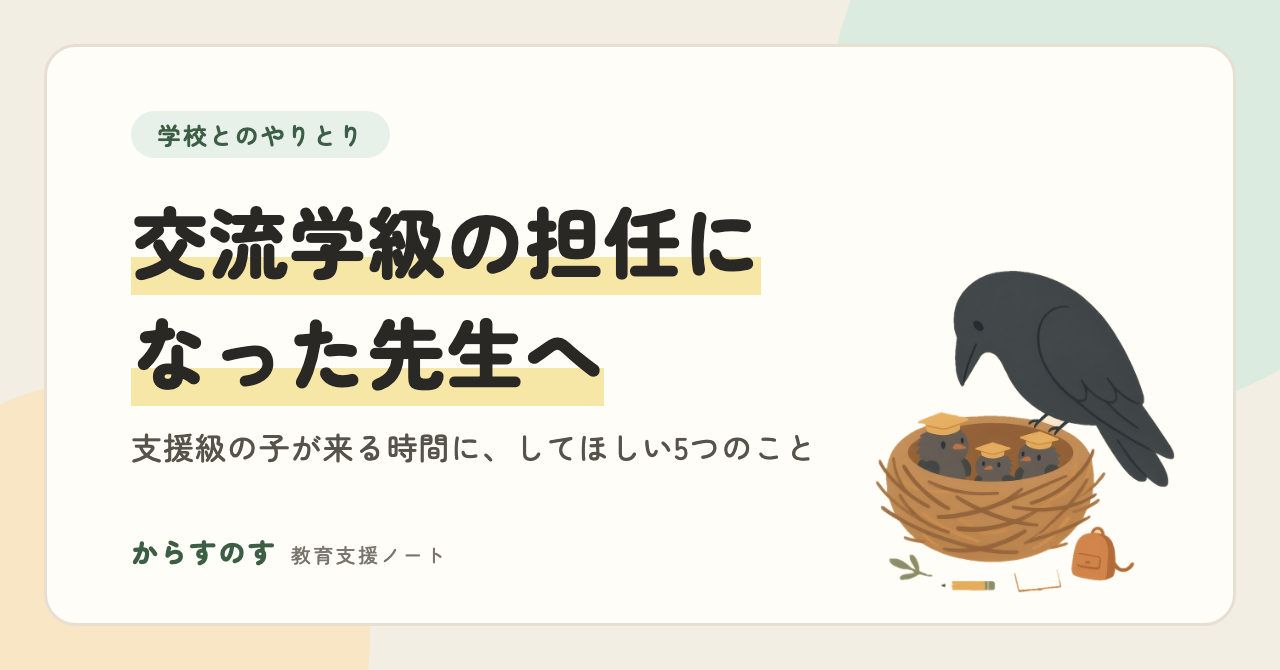 学校とのやりとり
交流学級の担任に
なった先生へ
支援級の子が来る時間に、してほしい5つのこと
からすのす 教育支援ノート